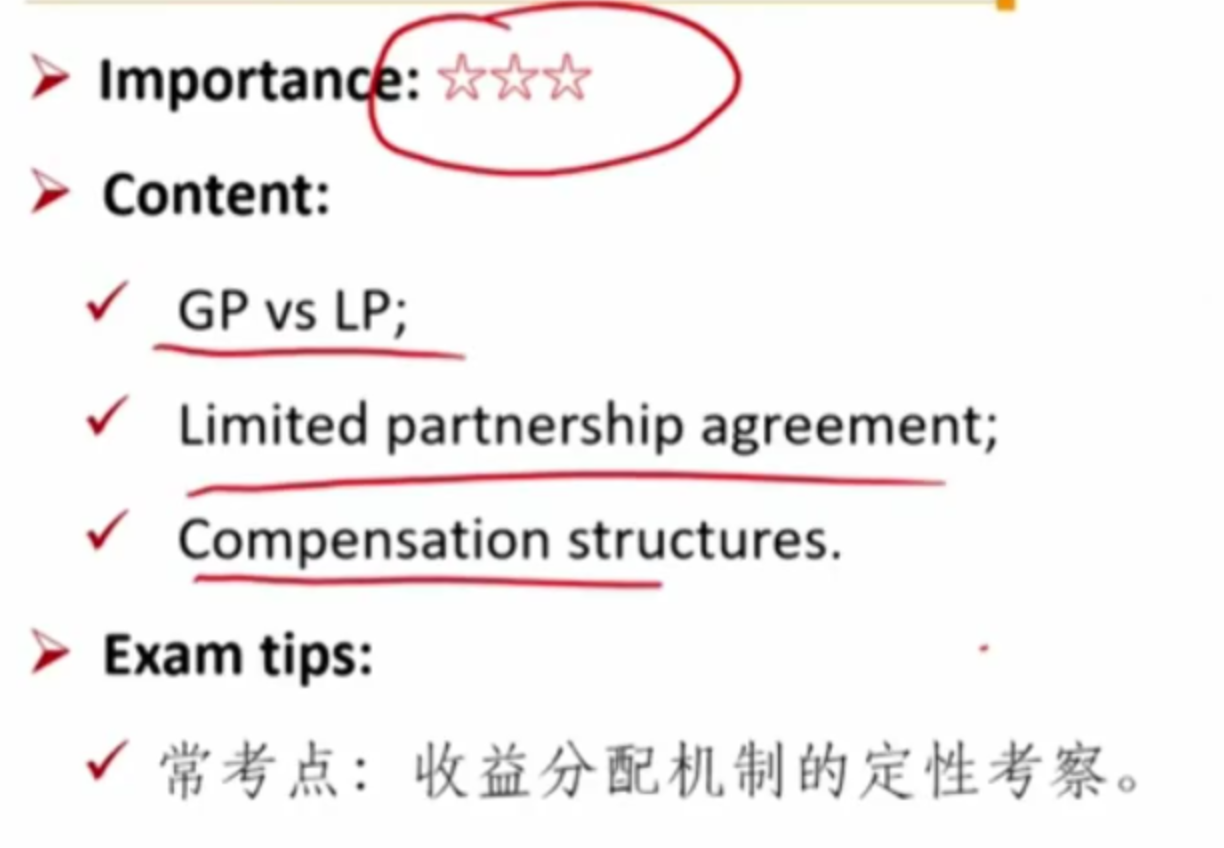 Importance: ☆☆☆
Content:
GP vs LP;
Limited partnership agreement;
Compensation structures.
Exam tips:
常考点：收益分配机制的定性考察。